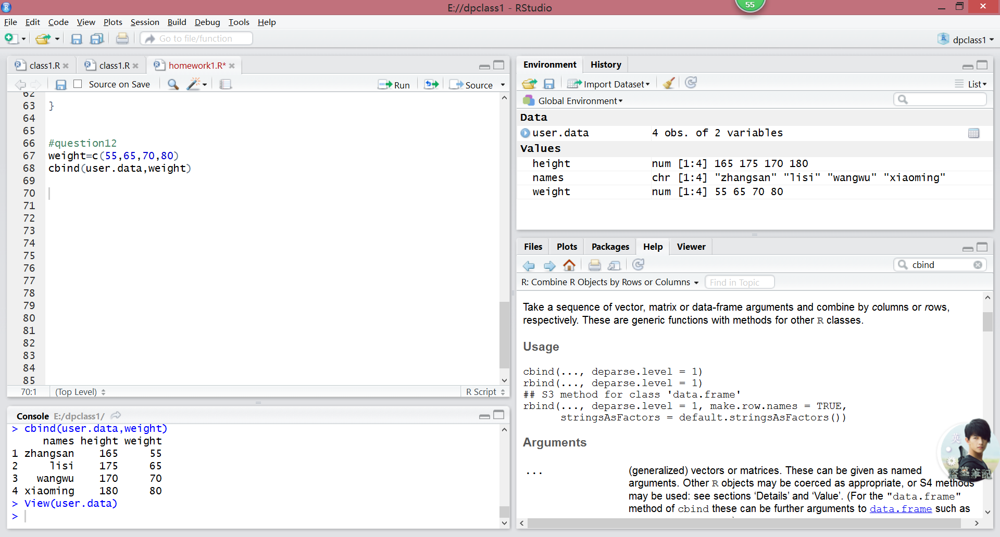 E://dpclass1 - RStudio
55
File Edit Code View Plots Session Build Debug Tools Help
Go to file/function
dpclass1
class1.R class1.R homework1.R*
Source on Save Run Source
62
63 }
64
65
66 #question12
67 weight=c(55,65,70,80)
68 cbind(user.data,weight)
69
70
71
72
73
74
75
76
77
78
79
80
81
82
83
84
85
70:1 (Top Level) R Script
Console E:/dpclass1/
> cbind(user.data,weight)
names height weight
1 zhangsan 165 55
2 lisi 175 65
3 wangwu 170 70
4 xiaoming 180 80
> View(user.data)
>
Environment History
Import Dataset List
Global Environment
Data
user.data 4 obs. of 2 variables
Values
height num [1:4] 165 175 170 180
names chr [1:4] "zhangsan" "lisi" "wangwu" "xiaoming"
weight num [1:4] 55 65 70 80
Files Plots Packages Help Viewer
cbind
R: Combine R Objects by Rows or Columns Find in Topic
Take a sequence of vector, matrix or data-frame arguments and combine by columns or rows,
respectively. These are generic functions with methods for other R classes.
Usage
cbind(..., deparse.level = 1)
rbind(..., deparse.level = 1)
## S3 method for class 'data.frame'
rbind(..., deparse.level = 1, make.row.names = TRUE,
stringsAsFactors = default.stringsAsFactors())
Arguments
... (generalized) vectors or matrices. These can be given as named
arguments. Other R objects may be coerced as appropriate, or S4 methods
may be used: see sections ‘Details’ and ‘Value’. (For the "data.frame"
method of cbind these can be further arguments to data.frame such as
英
盗墓筆記